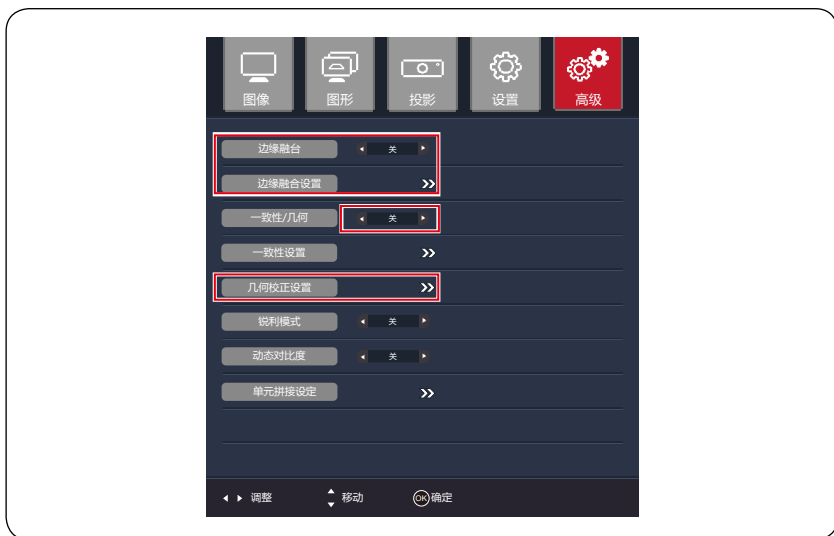 图像 图形 投影 设置 高级
边缘融台 关
边缘融合设置
一致性/几何 关
一致性设置
几何校正设置
锐利模式 关
动态对比度 关
单元拼接设定
调整 移动 OK 确定